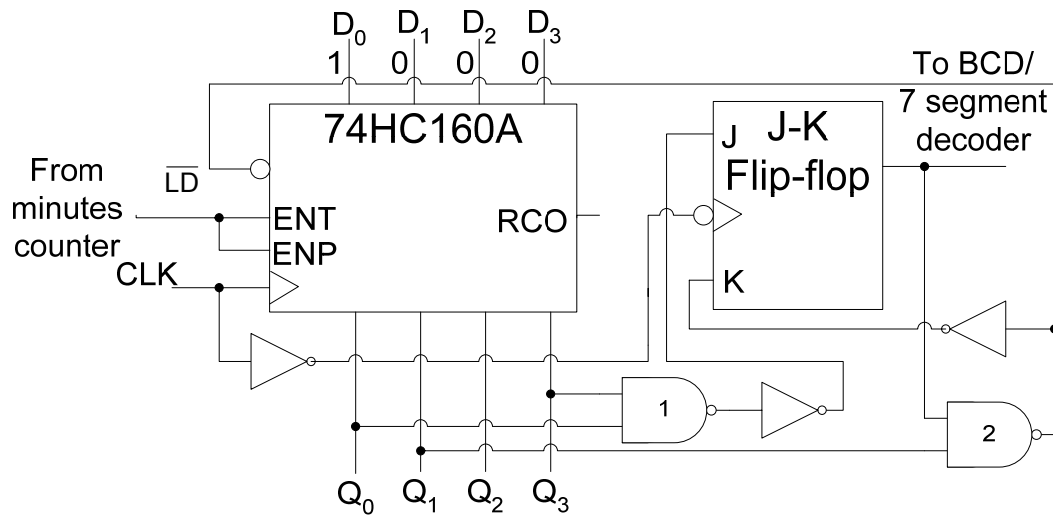 D0 D1 D2 D3
1 0 0 0
To BCD/
7 segment
decoder
74HC160A
J-K
Flip-flop
J
K
From
minutes
counter
LD
ENT
ENP
RCO
CLK
1
2
Q0 Q1 Q2 Q3